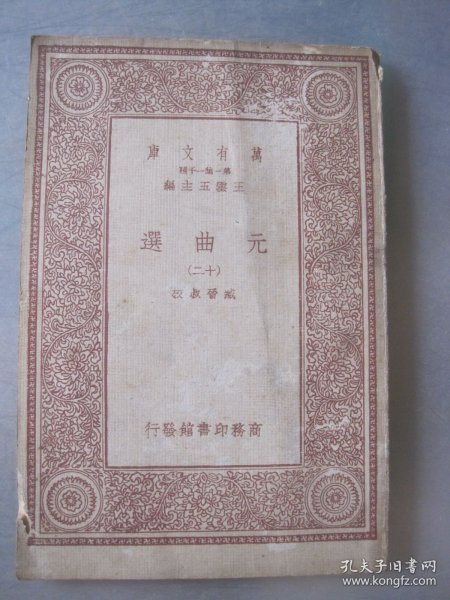 萬有文庫
第一集一千種
王雲五主編
元曲選
(十二)
臧晉叔校
商務印書館發行
孔夫子旧书网
www.kongfz.com